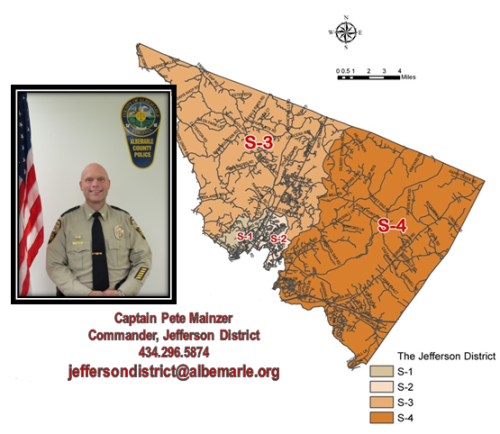 N
W E
S
0 0.5 1 2 3 4
Miles
ALBEMARLE
COUNTY
POLICE
S-3
S-4
S-1
S-2
Captain Pete Mainzer
Commander, Jefferson District
434.296.5874
jeffersondistrict@albemarle.org
The Jefferson District
S-1
S-2
S-3
S-4